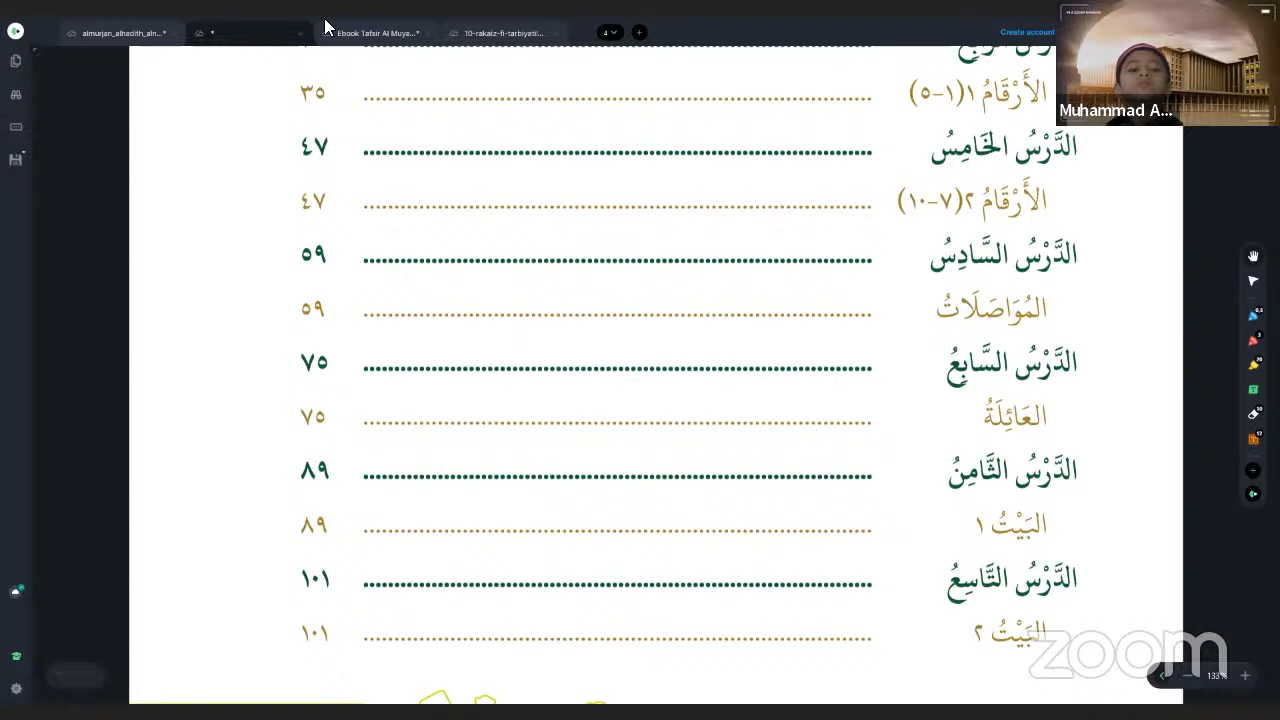 almurjan_alhadith_aln...*
*
Ebook Tafsir Al Muya...*
10-rakaiz-fi-tarbiyatil...
4
Create account
Muhammad A...
الأَرْقَامُ ١(١-٥) ٣٥
الدَّرْسُ الخَامِسُ ٤٧
الأَرْقَامُ ٢(٧-١٠) ٤٧
الدَّرْسُ السَّادِسُ ٥٩
المُوَاصَلَاتُ ٥٩
الدَّرْسُ السَّابِعُ ٧٥
العَائِلَةُ ٧٥
الدَّرْسُ الثَّامِنُ ٨٩
البَيْتُ ١ ٨٩
الدَّرْسُ التَّاسِعُ ١٠١
البَيْتُ ٢ ١٠١
zoom
133%